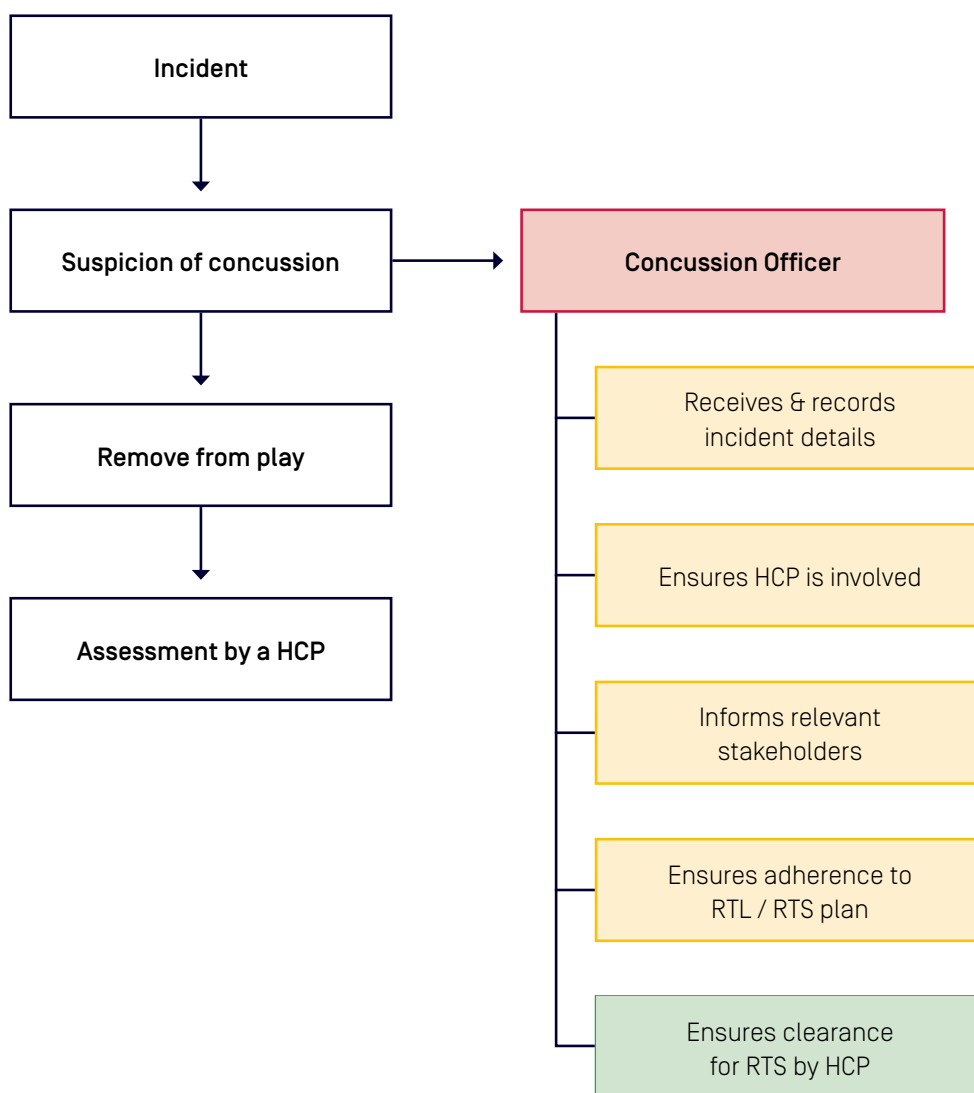 Incident
Suspicion of concussion
Concussion Officer
Remove from play
Assessment by a HCP
Receives & records
incident details
Ensures HCP is involved
Informs relevant
stakeholders
Ensures adherence to
RTL / RTS plan
Ensures clearance
for RTS by HCP